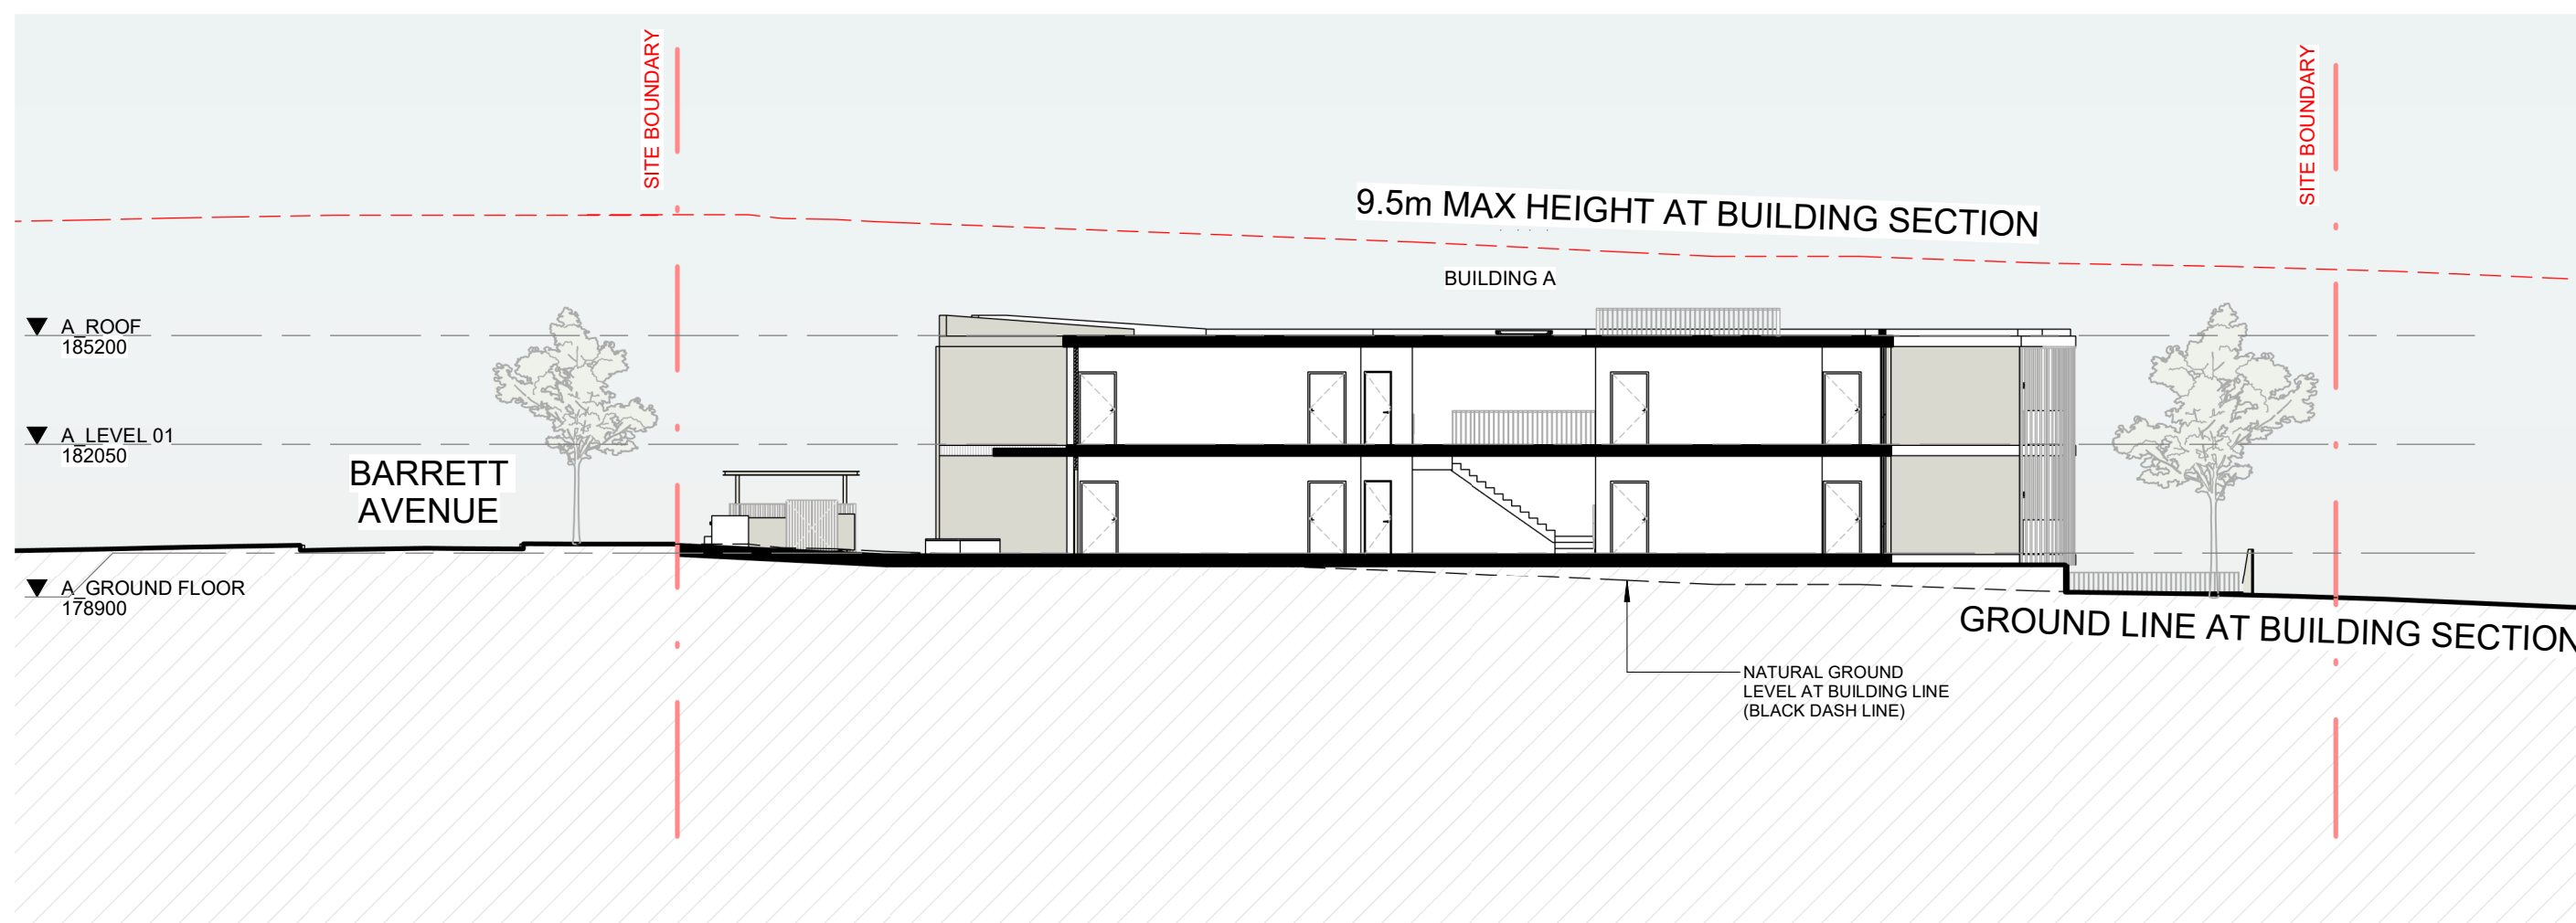 SITE BOUNDARY
SITE BOUNDARY
9.5m MAX HEIGHT AT BUILDING SECTION
BUILDING A
A_ROOF
185200
A_LEVEL 01
182050
BARRETT
AVENUE
A_GROUND FLOOR
178900
GROUND LINE AT BUILDING SECTION
NATURAL GROUND
LEVEL AT BUILDING LINE
(BLACK DASH LINE)